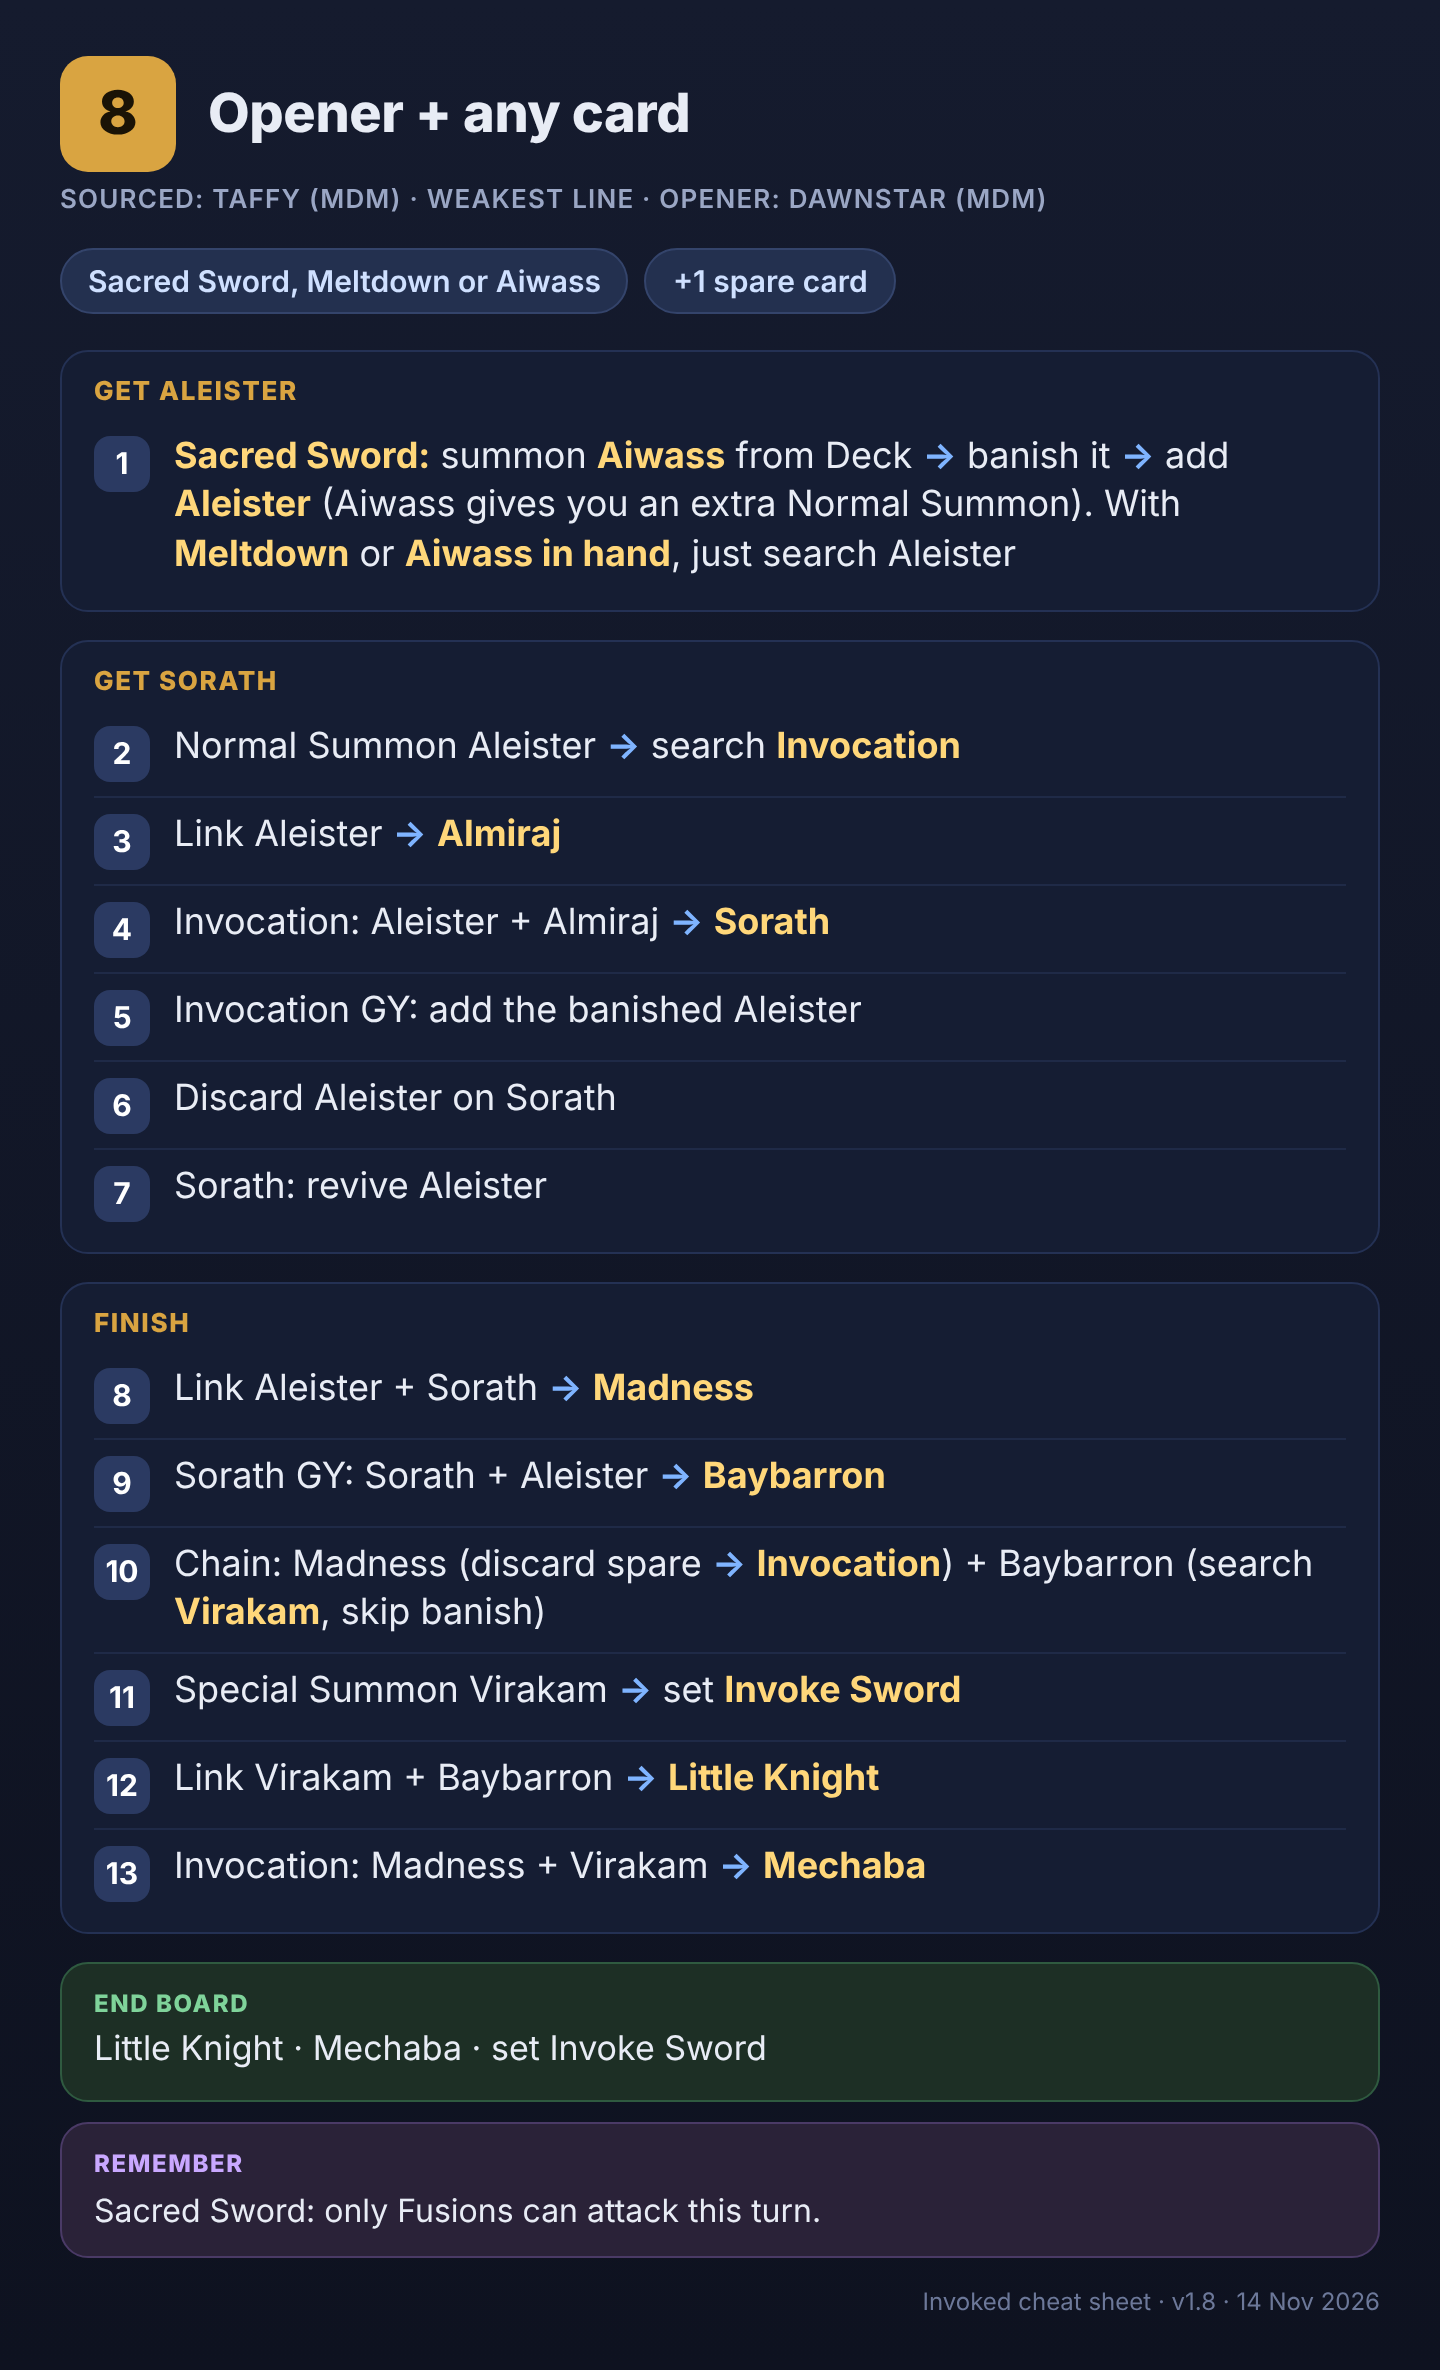 8
Opener + any card
SOURCED: TAFFY (MDM) · WEAKEST LINE · OPENER: DAWNSTAR (MDM)
Sacred Sword, Meltdown or Aiwass
+1 spare card
GET ALEISTER
1
Sacred Sword: summon Aiwass from Deck → banish it → add
Aleister (Aiwass gives you an extra Normal Summon). With
Meltdown or Aiwass in hand, just search Aleister
GET SORATH
2 Normal Summon Aleister → search Invocation
3 Link Aleister → Almiraj
4 Invocation: Aleister + Almiraj → Sorath
5 Invocation GY: add the banished Aleister
6 Discard Aleister on Sorath
7 Sorath: revive Aleister
FINISH
8 Link Aleister + Sorath → Madness
9 Sorath GY: Sorath + Aleister → Baybarron
10 Chain: Madness (discard spare → Invocation) + Baybarron (search
Virakam, skip banish)
11 Special Summon Virakam → set Invoke Sword
12 Link Virakam + Baybarron → Little Knight
13 Invocation: Madness + Virakam → Mechaba
END BOARD
Little Knight · Mechaba · set Invoke Sword
REMEMBER
Sacred Sword: only Fusions can attack this turn.
Invoked cheat sheet · v1.8 · 14 Nov 2026